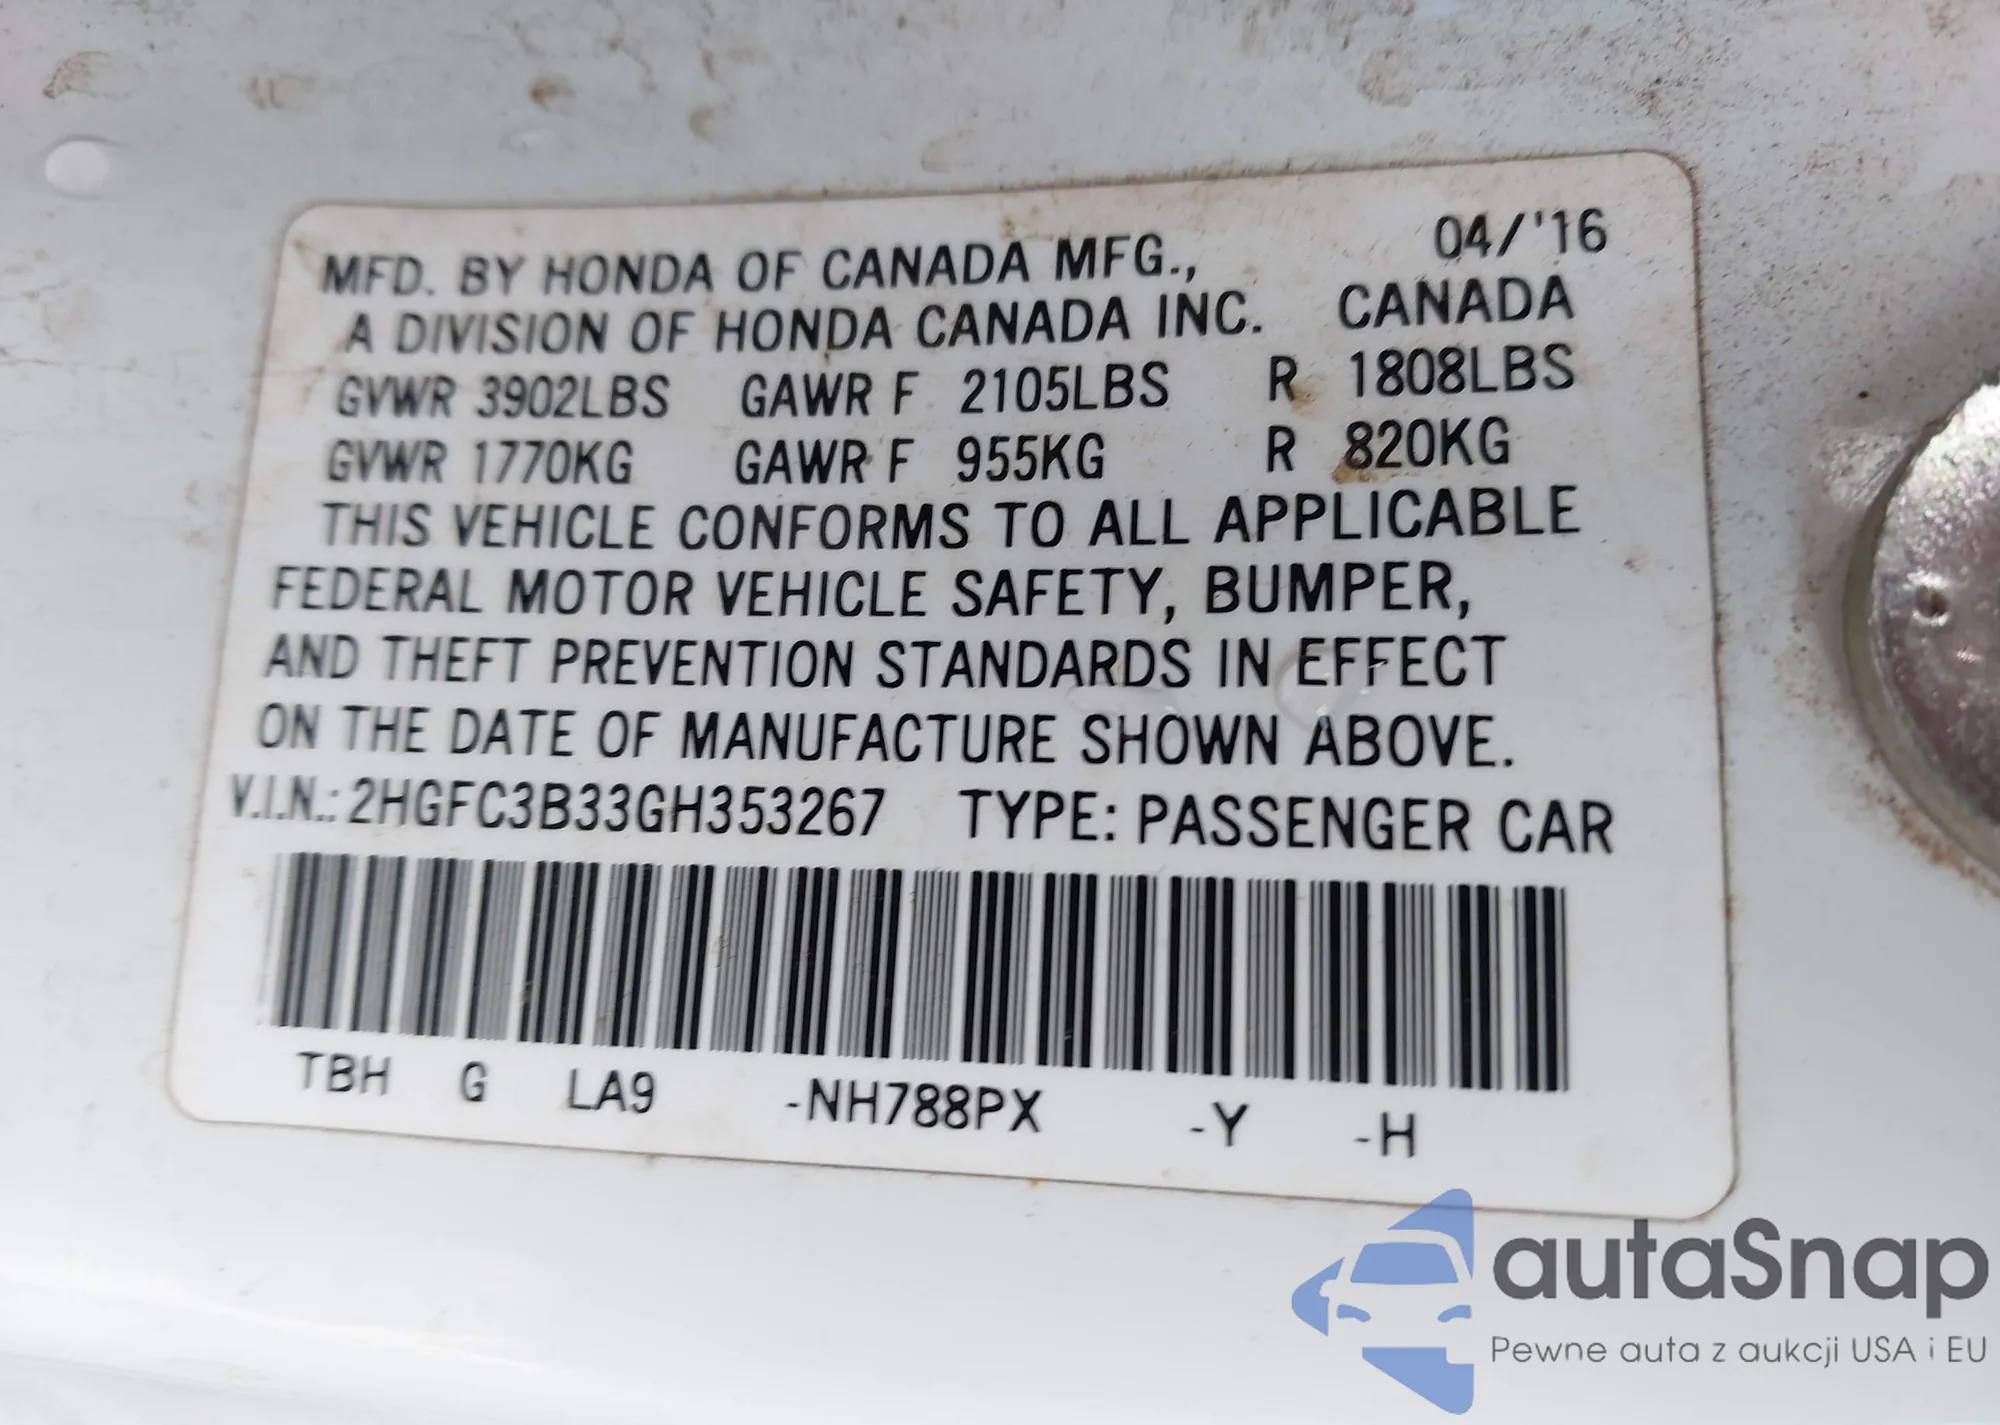 MFD. BY HONDA OF CANADA MFG., 04/'16
A DIVISION OF HONDA CANADA INC. CANADA
GVWR 3902LBS GAWR F 2105LBS R 1808LBS
GVWR 1770KG GAWR F 955KG R 820KG
THIS VEHICLE CONFORMS TO ALL APPLICABLE
FEDERAL MOTOR VEHICLE SAFETY, BUMPER,
AND THEFT PREVENTION STANDARDS IN EFFECT
ON THE DATE OF MANUFACTURE SHOWN ABOVE.
V.I.N.: 2HGFC3B33GH353267 TYPE: PASSENGER CAR
TBH G LA9 -NH788PX -Y -H
autaSnap
Pewne auta z aukcji USA i EU